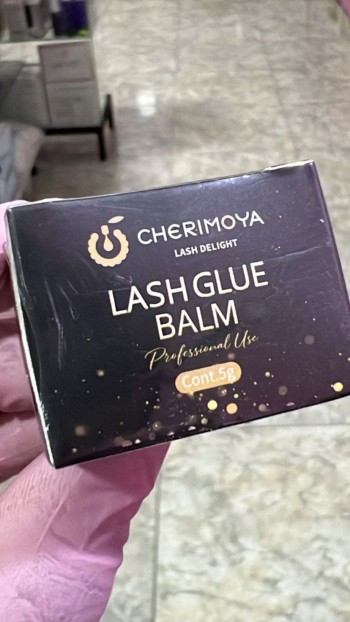 CHERIMOYA
LASH DELIGHT
LASH GLUE
BALM
Professional Use
Cont.5g